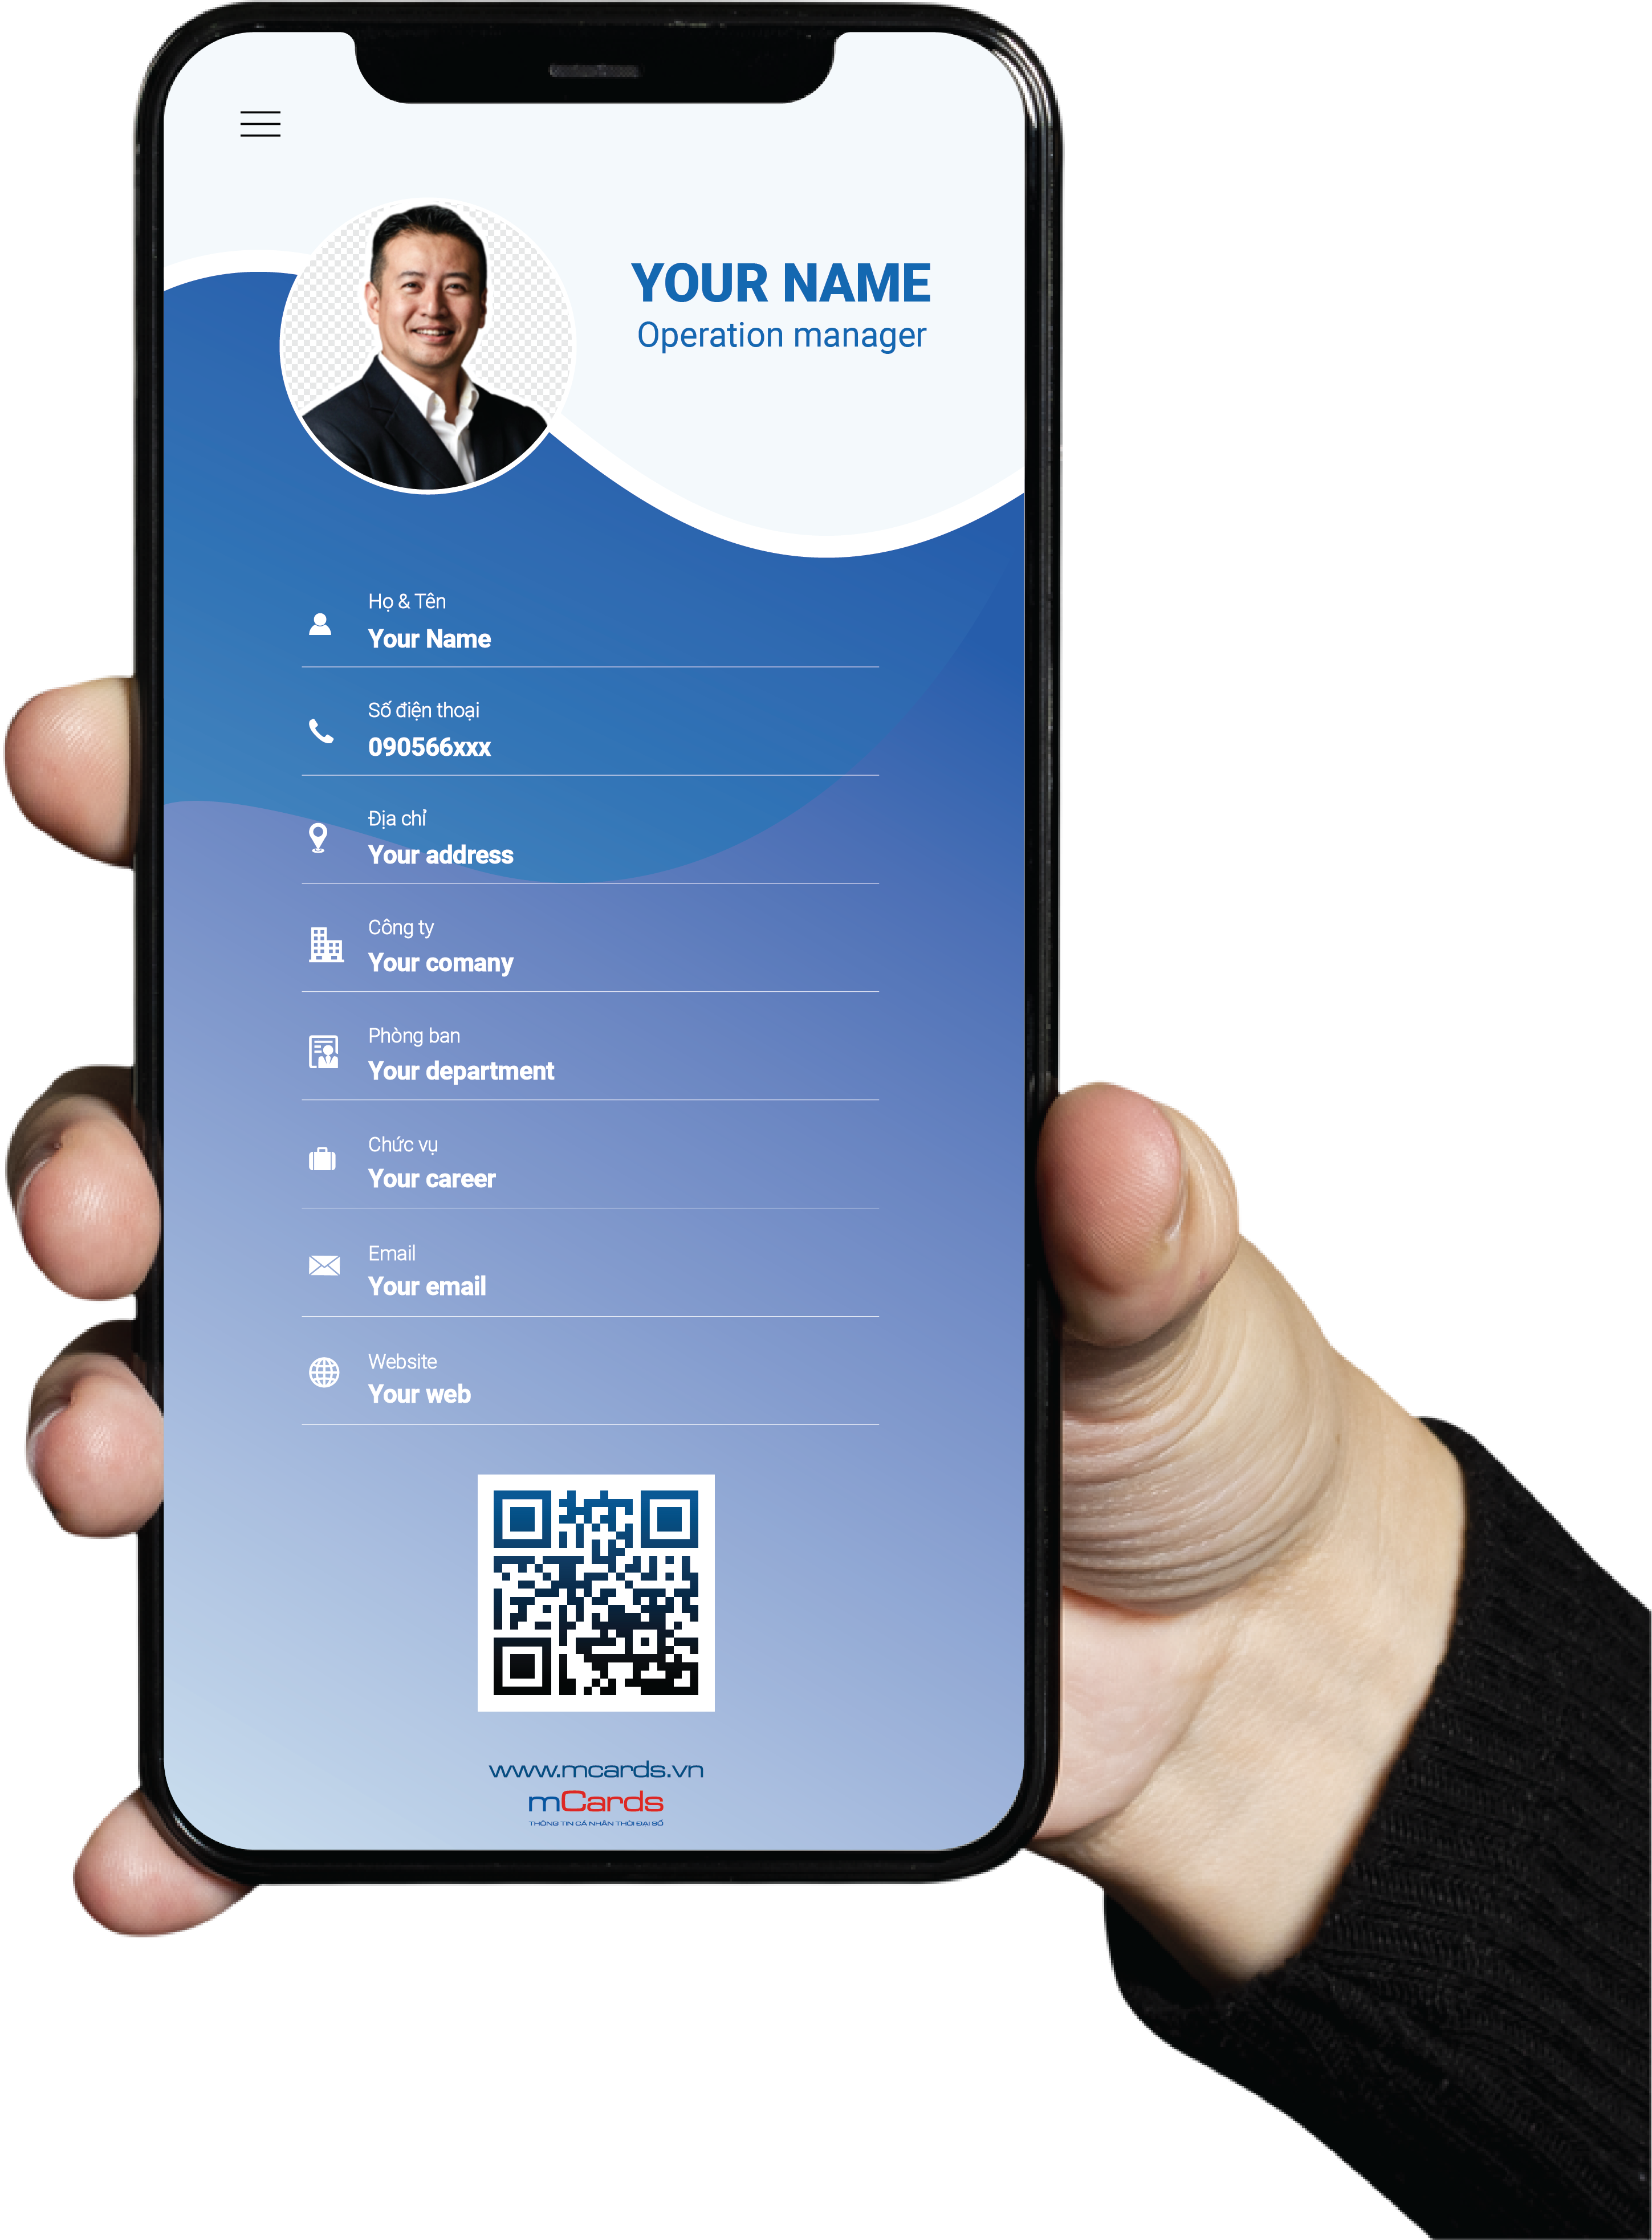 YOUR NAME
Operation manager
Họ & Tên
Your Name
Số điện thoại
090566xxx
Địa chỉ
Your address
Công ty
Your comany
Phòng ban
Your department
Chức vụ
Your career
Email
Your email
Website
Your web
www.mcards.vn
mCards
THÔNG TIN CÁ NHÂN THỜI ĐẠI SỐ